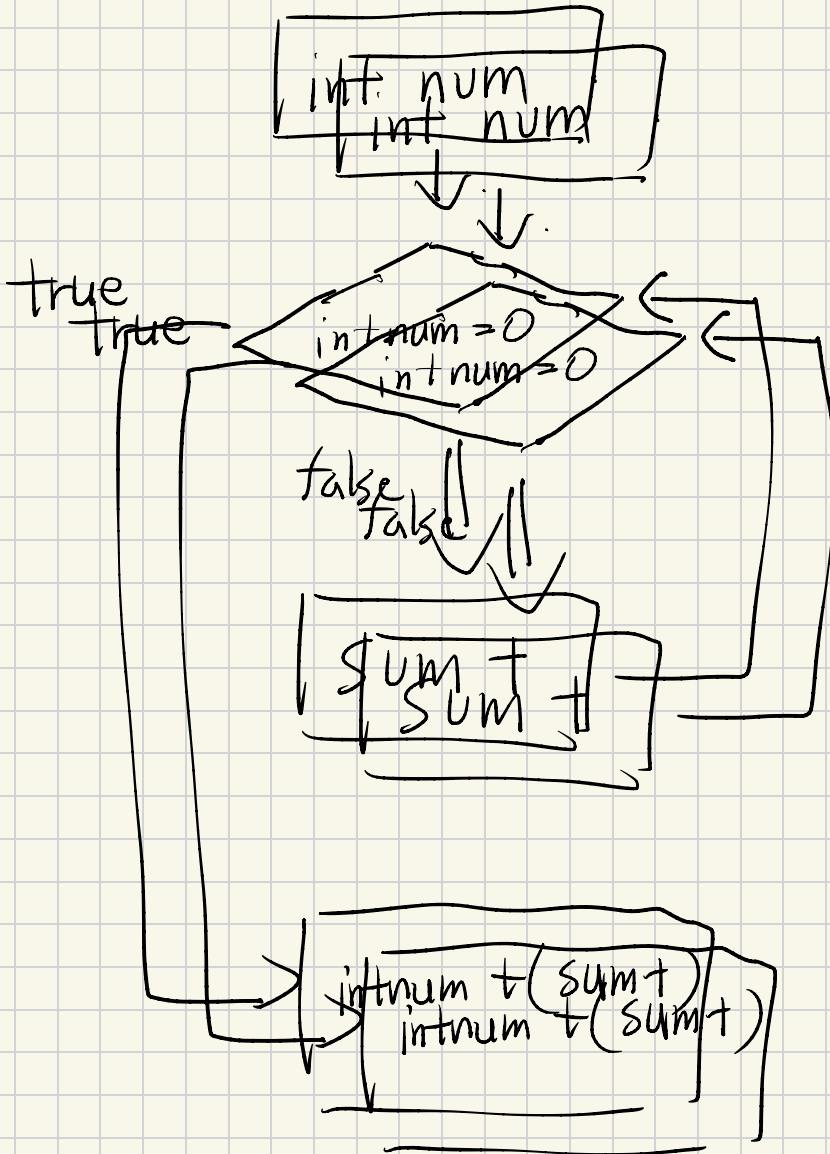 int num
int num
true
true
intnum = 0
intnum = 0
false
false
sum +
sum +
intnum + (sum+)
intnum + (sum+)